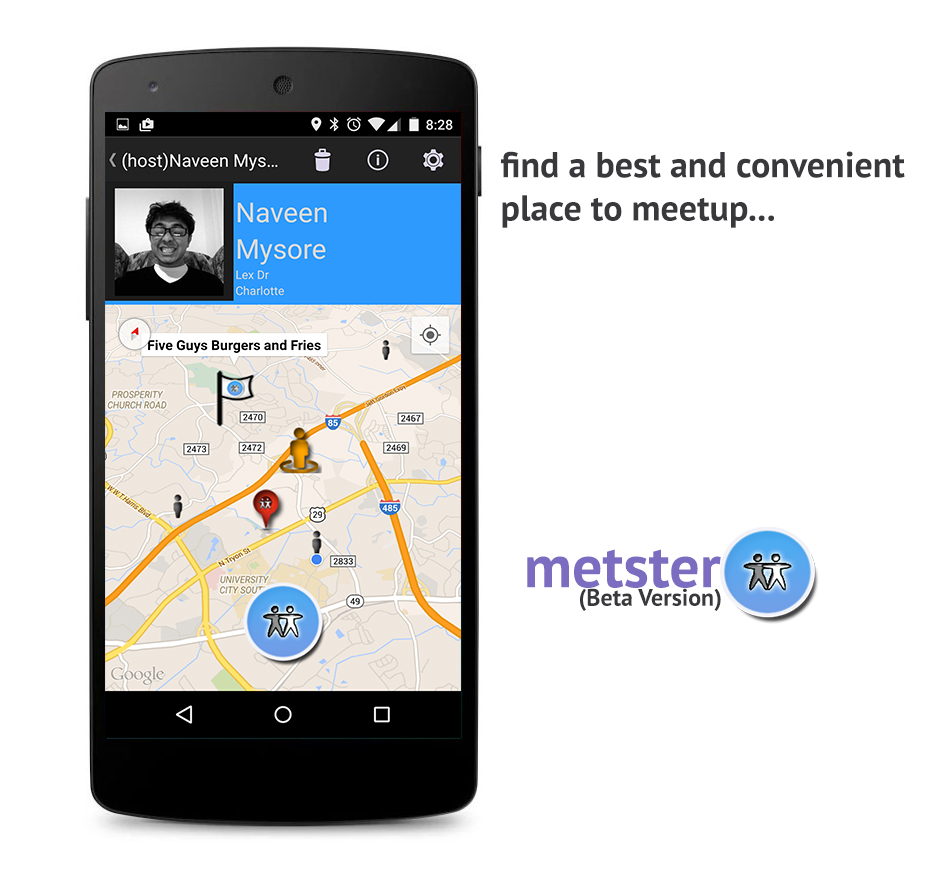 8:28
(host)Naveen Mys...
Naveen
Mysore
Lex Dr
Charlotte
find a best and convenient
place to meetup...
Five Guys Burgers and Fries
PROSPERITY
CHURCH ROAD
2470
85
2467
2473
2472
2469
W.W.T. Harris Blvd
485
29
N Tryon St
2833
UNIVERSITY
CITY SOUTH
49
Google
metster
(Beta Version)